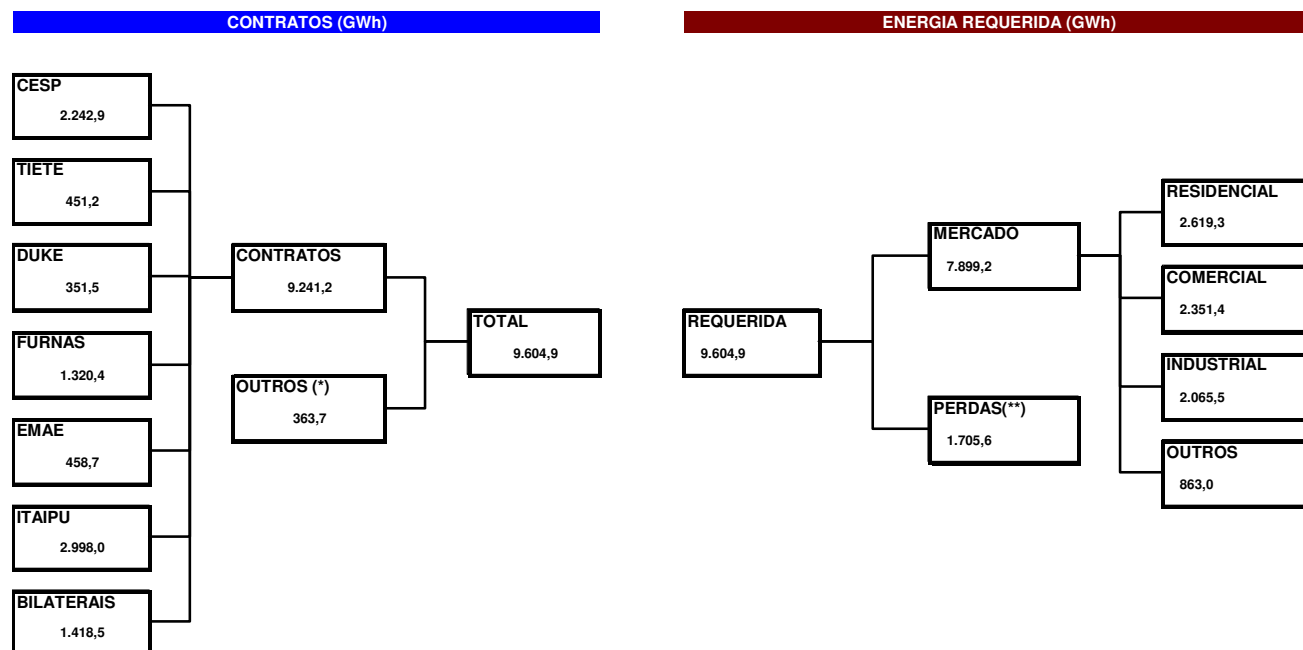 CONTRATOS (GWh)
CESP
2.242,9
TIETE
451,2
DUKE
351,5
FURNAS
1.320,4
EMAE
458,7
ITAIPU
2.998,0
BILATERAIS
1.418,5
CONTRATOS
9.241,2
OUTROS (*)
363,7
TOTAL
9.604,9
ENERGIA REQUERIDA (GWh)
REQUERIDA
9.604,9
MERCADO
7.899,2
PERDAS(**)
1.705,6
RESIDENCIAL
2.619,3
COMERCIAL
2.351,4
INDUSTRIAL
2.065,5
OUTROS
863,0